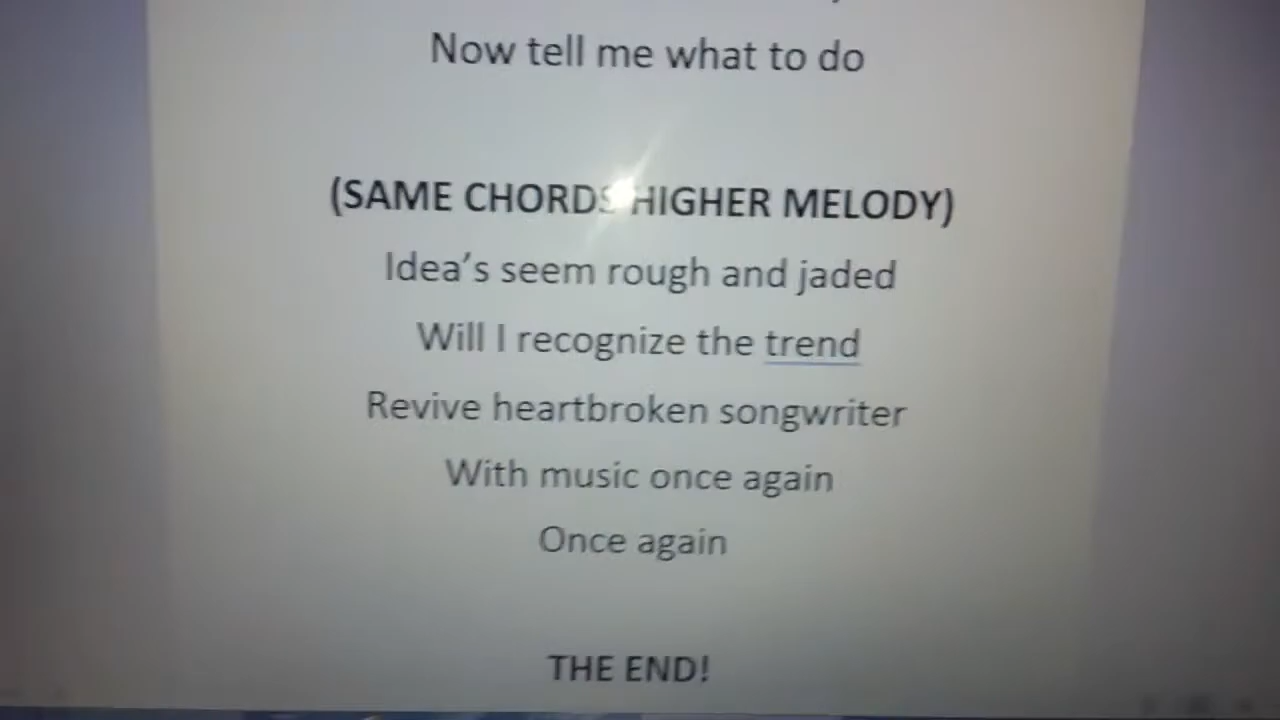 Now tell me what to do
(SAME CHORDS HIGHER MELODY)
Idea's seem rough and jaded
Will I recognize the trend
Revive heartbroken songwriter
With music once again
Once again
THE END!